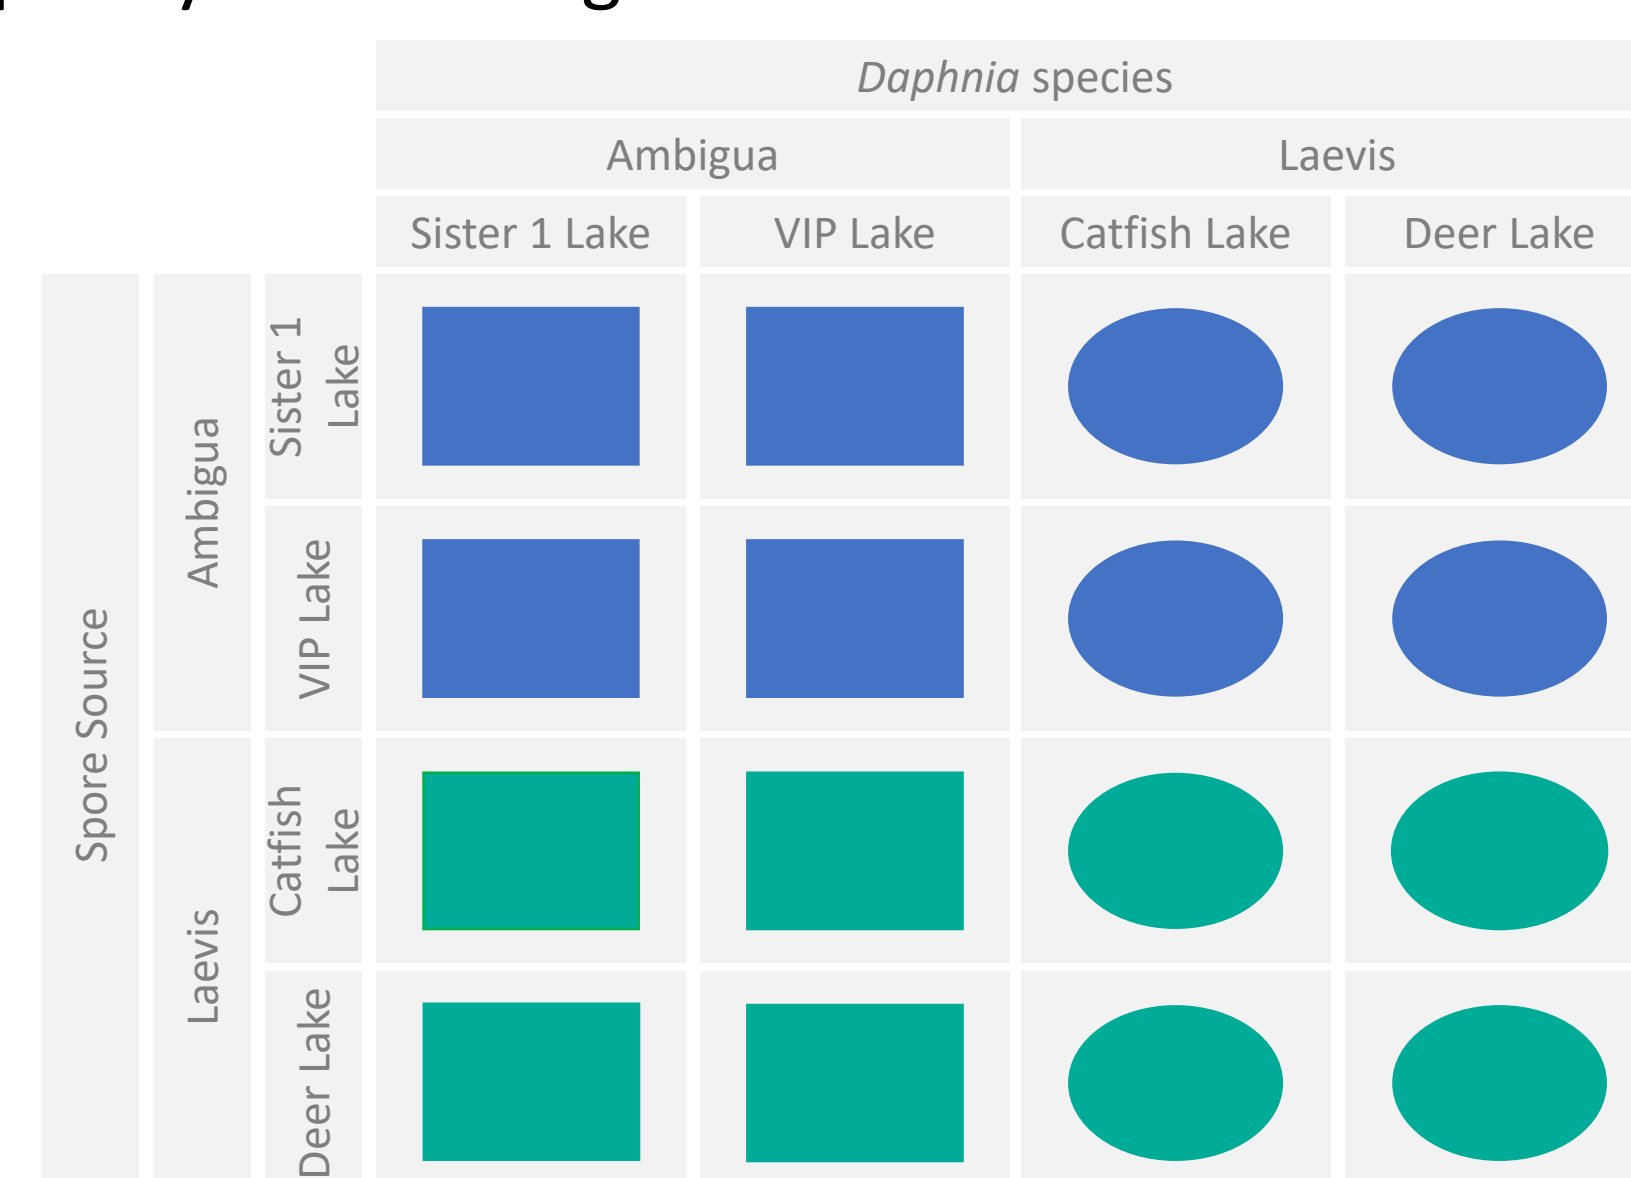 Daphnia species
Ambigua
Laevis
Sister 1 Lake
VIP Lake
Catfish Lake
Deer Lake
Spore Source
Ambigua
Sister 1
Lake
VIP Lake
Laevis
Catfish
Lake
Deer Lake